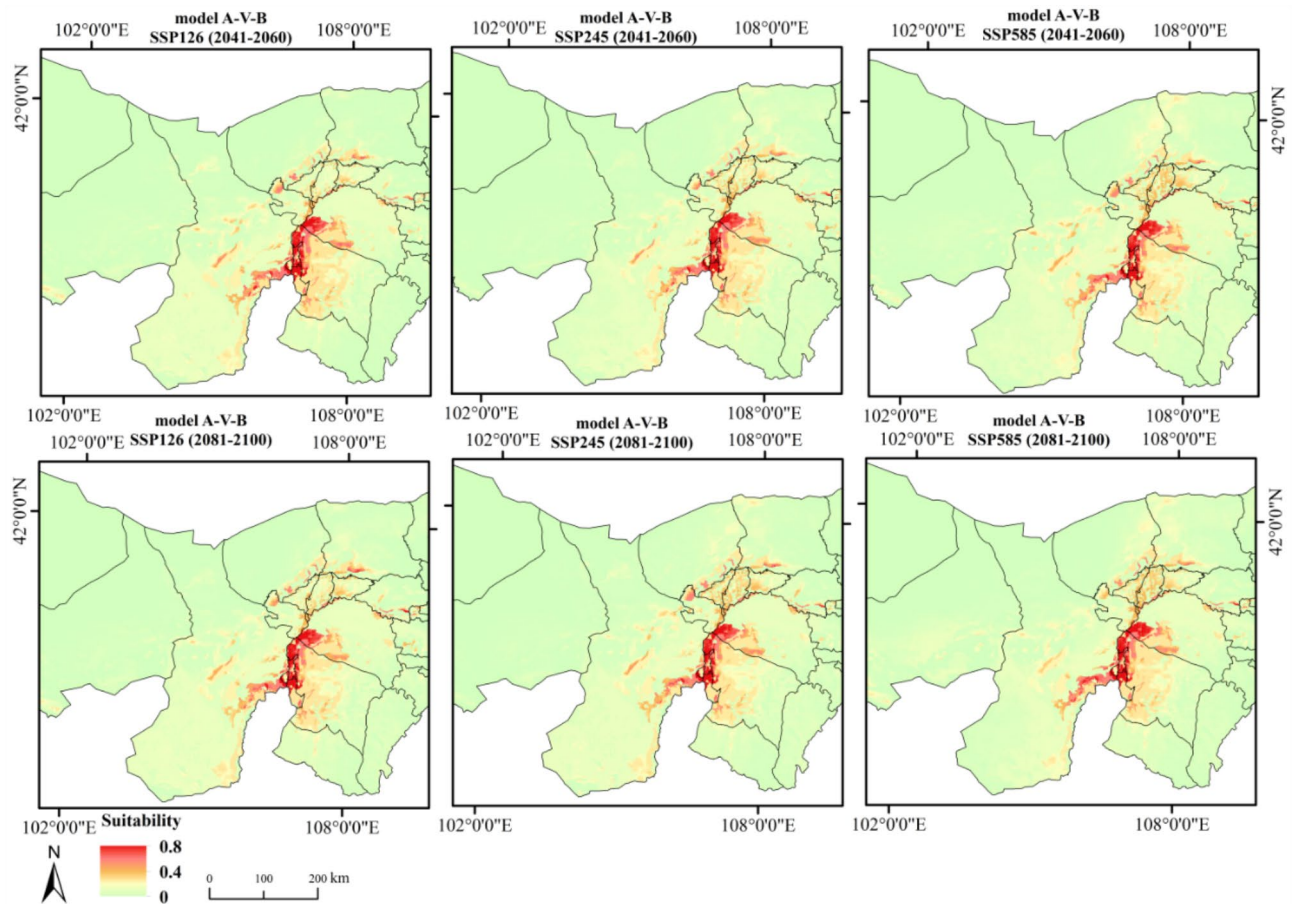 model A-V-B
SSP126 (2041-2060)
102°0'0"E
108°0'0"E
42°0'0"N
102°0'0"E
108°0'0"E
model A-V-B
SSP245 (2041-2060)
102°0'0"E
108°0'0"E
102°0'0"E
108°0'0"E
model A-V-B
SSP585 (2041-2060)
102°0'0"E
108°0'0"E
42°0'0"N
102°0'0"E
108°0'0"E
model A-V-B
SSP126 (2081-2100)
102°0'0"E
108°0'0"E
42°0'0"N
102°0'0"E
108°0'0"E
model A-V-B
SSP245 (2081-2100)
102°0'0"E
108°0'0"E
102°0'0"E
108°0'0"E
model A-V-B
SSP585 (2081-2100)
102°0'0"E
108°0'0"E
42°0'0"N
102°0'0"E
108°0'0"E
Suitability
0.8
0.4
0
N
0 100 200 km